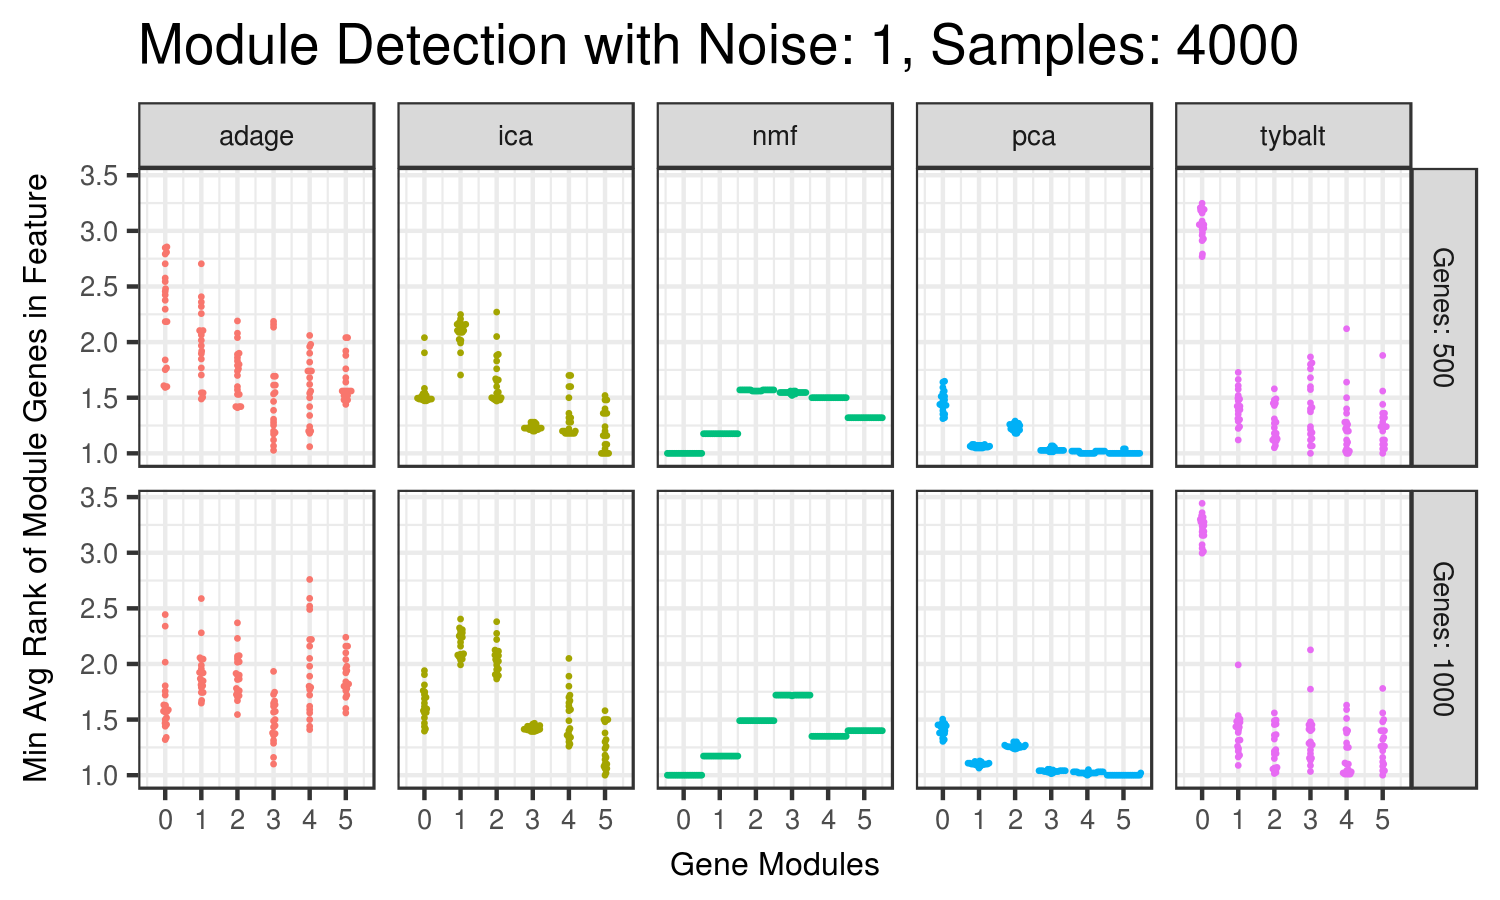 Module Detection with Noise: 1, Samples: 4000
adage ica nmf pca tybalt
Min Avg Rank of Module Genes in Feature
3.5
3.0
2.5
2.0
1.5
1.0
Genes: 500
3.5
3.0
2.5
2.0
1.5
1.0
Genes: 1000
0 1 2 3 4 5 0 1 2 3 4 5 0 1 2 3 4 5 0 1 2 3 4 5 0 1 2 3 4 5
Gene Modules